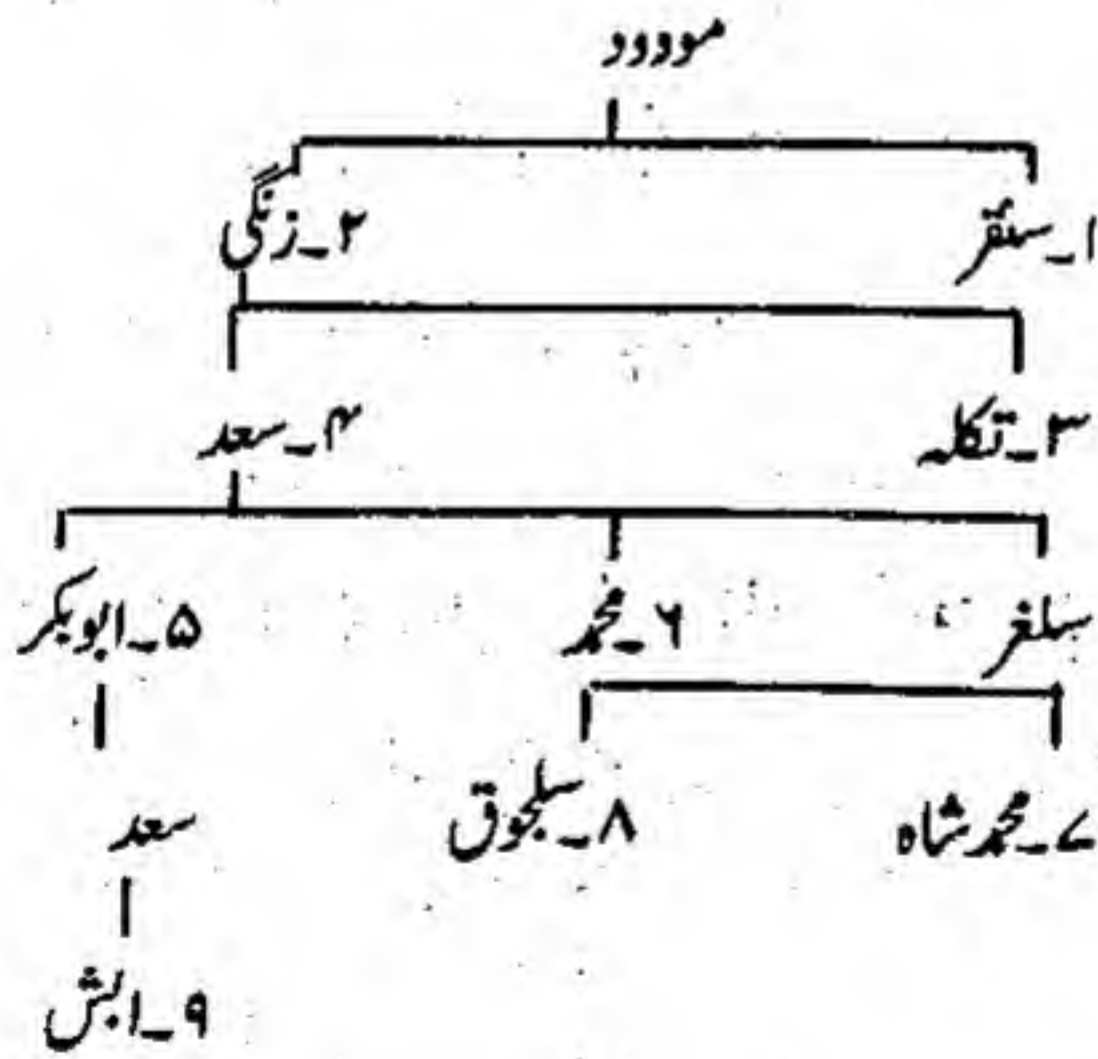 مودود
۱۔سنقر ۲۔زنگی
۳۔تکلہ ۴۔سعد
سلغر ۶۔محمد ۵۔ابوبکر
۷۔محمد شاہ ۸۔سلجوق سعد
۹۔ابش